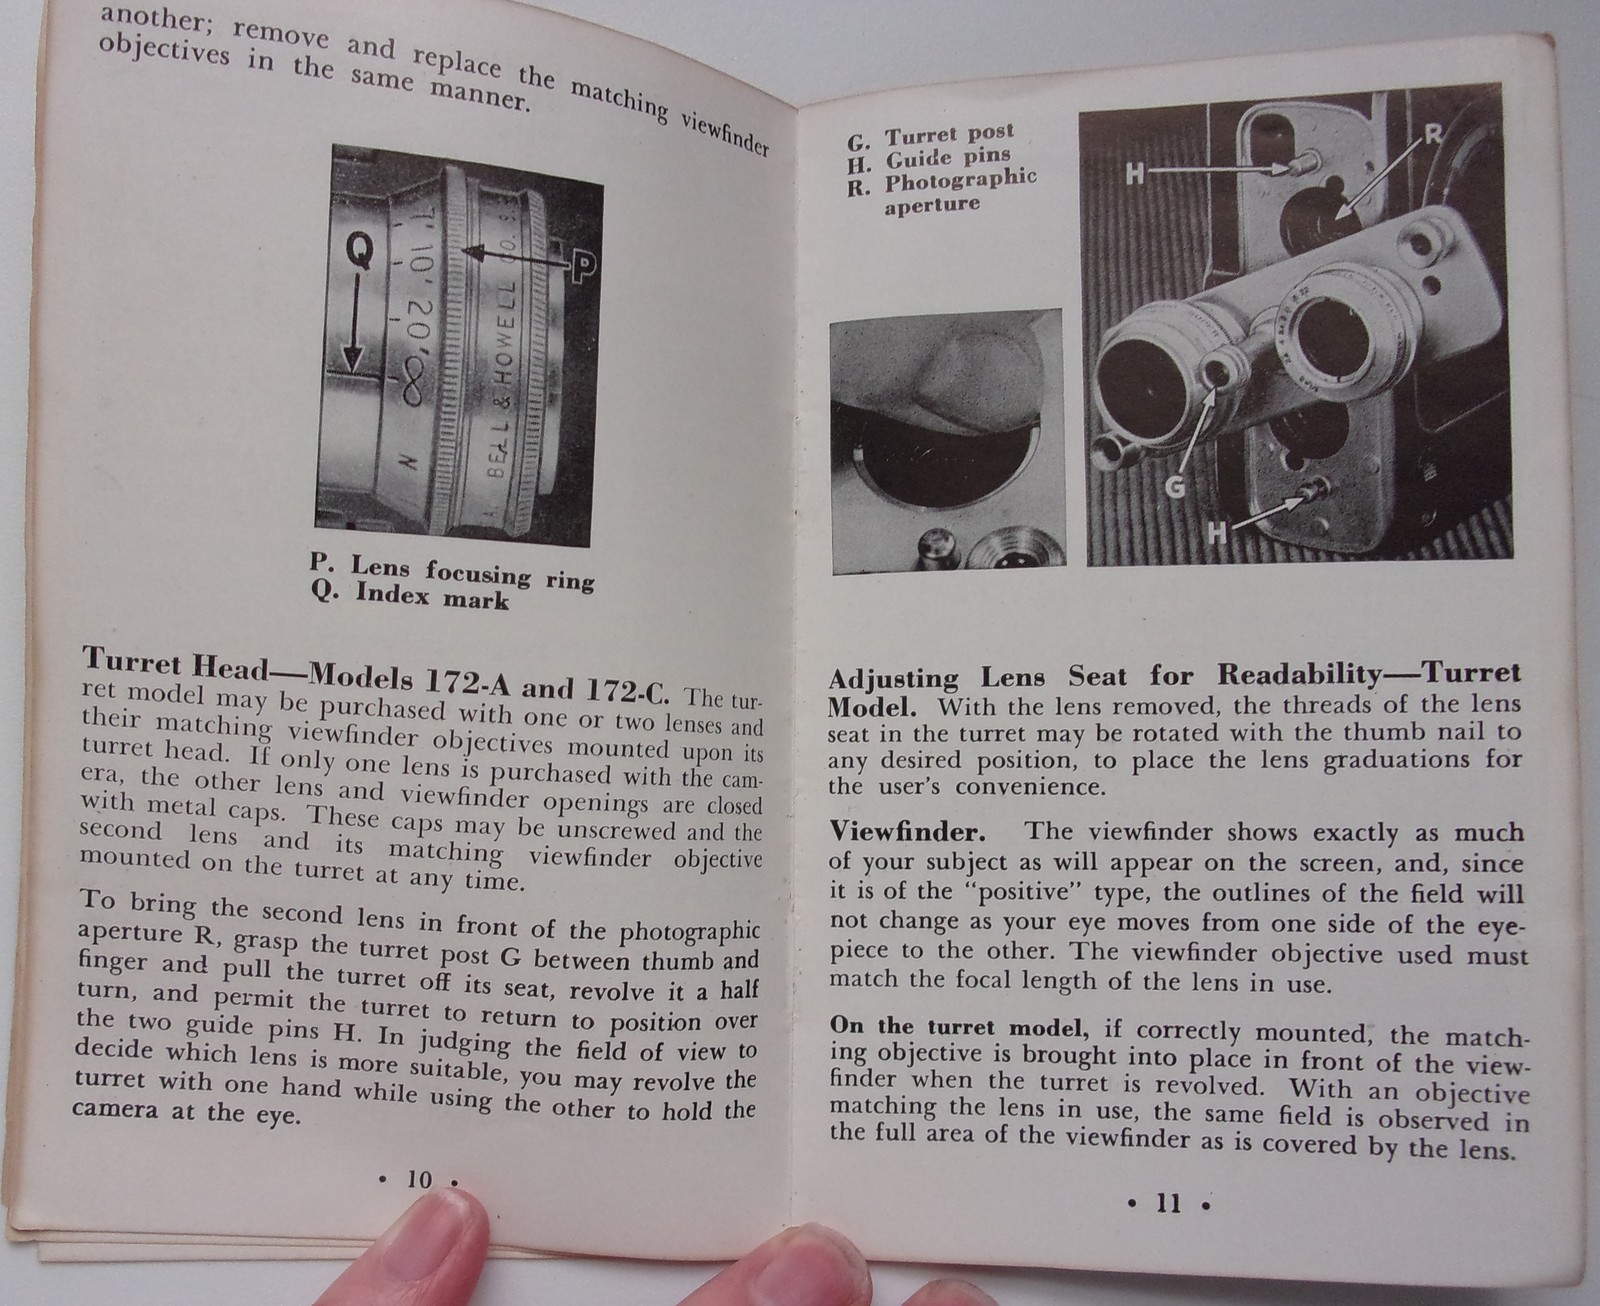 another; remove and replace the matching viewfinder
objectives in the same manner.
Q
P
7'
10'
20'
∞
N
BELL & HOWELL CO.
P. Lens focusing ring
Q. Index mark
Turret Head—Models 172-A and 172-C. The tur-
ret model may be purchased with one or two lenses and
their matching viewfinder objectives mounted upon its
turret head. If only one lens is purchased with the cam-
era, the other lens and viewfinder openings are closed
with metal caps. These caps may be unscrewed and the
second lens and its matching viewfinder objective
mounted on the turret at any time.
To bring the second lens in front of the photographic
aperture R, grasp the turret post G between thumb and
finger and pull the turret off its seat, revolve it a half
turn, and permit the turret to return to position over
the two guide pins H. In judging the field of view to
decide which lens is more suitable, you may revolve the
turret with one hand while using the other to hold the
camera at the eye.
• 10 •
G. Turret post
H. Guide pins
R. Photographic
aperture
H
R
G
H
Adjusting Lens Seat for Readability—Turret
Model. With the lens removed, the threads of the lens
seat in the turret may be rotated with the thumb nail to
any desired position, to place the lens graduations for
the user's convenience.
Viewfinder. The viewfinder shows exactly as much
of your subject as will appear on the screen, and, since
it is of the "positive" type, the outlines of the field will
not change as your eye moves from one side of the eye-
piece to the other. The viewfinder objective used must
match the focal length of the lens in use.
On the turret model, if correctly mounted, the match-
ing objective is brought into place in front of the view-
finder when the turret is revolved. With an objective
matching the lens in use, the same field is observed in
the full area of the viewfinder as is covered by the lens.
• 11 •